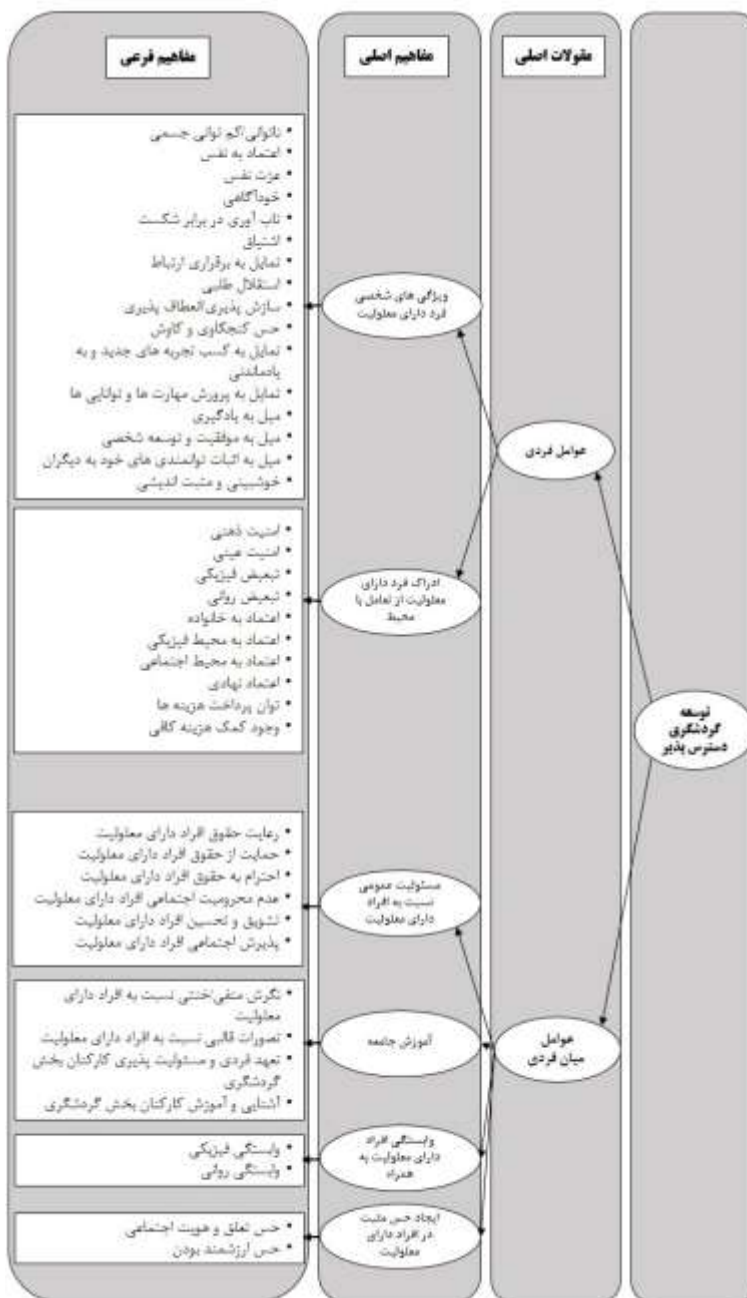 مقولات اصلی
مفاهیم اصلی
مفاهیم فرعی
توسعه
گردشگری
دسترس پذیر
عوامل فردی
ویژگی های شخصی
فرد دارای معلولیت
• ناتوانی/کم توانی جسمی
• اعتماد به نفس
• عزت نفس
• خودآگاهی
• تاب آوری در برابر شکست
• اشتیاق
• تمایل به برقراری ارتباط
• استقلال طلبی
• سازش پذیری/انعطاف پذیری
• حس کنجکاوی و کاوش
• تمایل به کسب تجربه های جدید و به
یادماندنی
• تمایل به پرورش مهارت ها و توانایی ها
• میل به یادگیری
• میل به موفقیت و توسعه شخصی
• میل به اثبات توانمندی های خود به دیگران
• خوشبینی و مثبت اندیشی
ادراک فرد دارای
معلولیت از تعامل با
محیط
• امنیت ذهنی
• امنیت عینی
• تبعیض فیزیکی
• تبعیض روانی
• اعتماد به خانواده
• اعتماد به محیط فیزیکی
• اعتماد به محیط اجتماعی
• اعتماد نهادی
• توان پرداخت هزینه ها
• وجود کمک هزینه کافی
عوامل
میان فردی
مسئولیت عمومی
نسبت به افراد
دارای معلولیت
• رعایت حقوق افراد دارای معلولیت
• حمایت از حقوق افراد دارای معلولیت
• احترام به حقوق افراد دارای معلولیت
• عدم محرومیت اجتماعی افراد دارای معلولیت
• تشویق و تحسین افراد دارای معلولیت
• پذیرش اجتماعی افراد دارای معلولیت
آموزش جامعه
• نگرش منفی/خنثی نسبت به افراد دارای
معلولیت
• تصورات قالبی نسبت به افراد دارای معلولیت
• تعهد فردی و مسئولیت پذیری کارکنان بخش
گردشگری
• آشنایی و آموزش کارکنان بخش گردشگری
وابستگی افراد
دارای معلولیت به
همراه
• وابستگی فیزیکی
• وابستگی روانی
ایجاد حس مثبت
در افراد دارای
معلولیت
• حس تعلق و هویت اجتماعی
• حس ارزشمند بودن